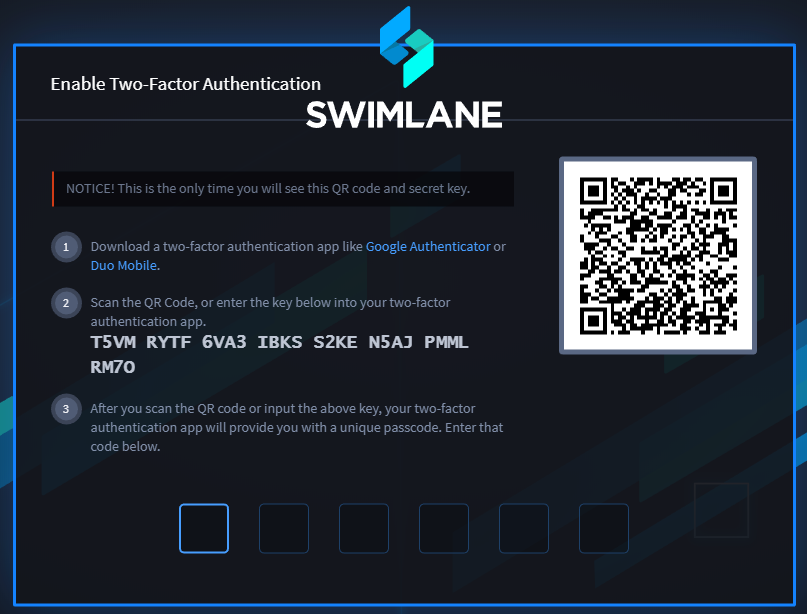 SWIMLANE
Enable Two-Factor Authentication
NOTICE! This is the only time you will see this QR code and secret key.
1 Download a two-factor authentication app like Google Authenticator or
Duo Mobile.
2 Scan the QR Code, or enter the key below into your two-factor
authentication app.
T5VM RYTF 6VA3 IBKS S2KE N5AJ PMML
RM7O
3 After you scan the QR code or input the above key, your two-factor
authentication app will provide you with a unique passcode. Enter that
code below.